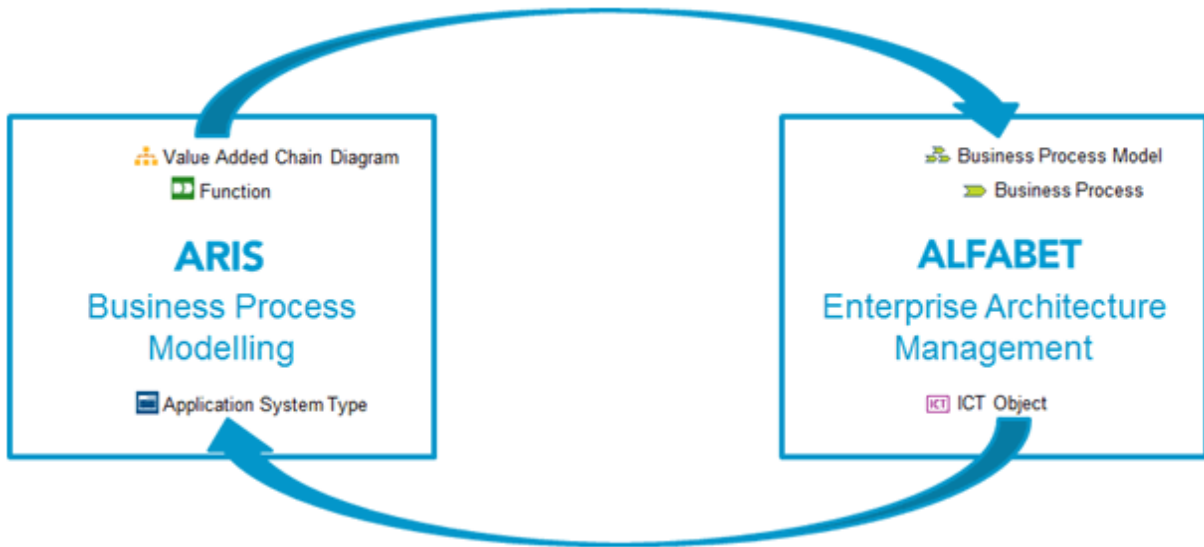 Value Added Chain Diagram
Function
ARIS
Business Process
Modelling
Application System Type
Business Process Model
Business Process
ALFABET
Enterprise Architecture
Management
ICT ICT Object